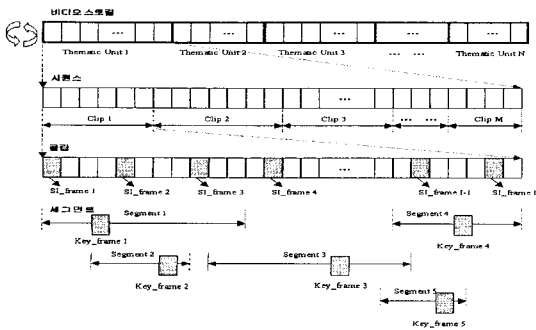 비디오 스트림
...
Thematic Unit 1 Thematic Unit 2 Thematic Unit 3 ... ... Thematic Unit N
시퀀스
...
Clip 1 Clip 2 Clip 3 ... ... Clip M
클립
...
SI_frame 1 SI_frame 2 SI_frame 3 SI_frame 4 SI_frame I-1 SI_frame I
세그먼트
Segment 1 Segment 4
Key_frame 1 Key_frame 4
Segment 2 Segment 3
Key_frame 2 Key_frame 3
Segment 5
Key_frame 5